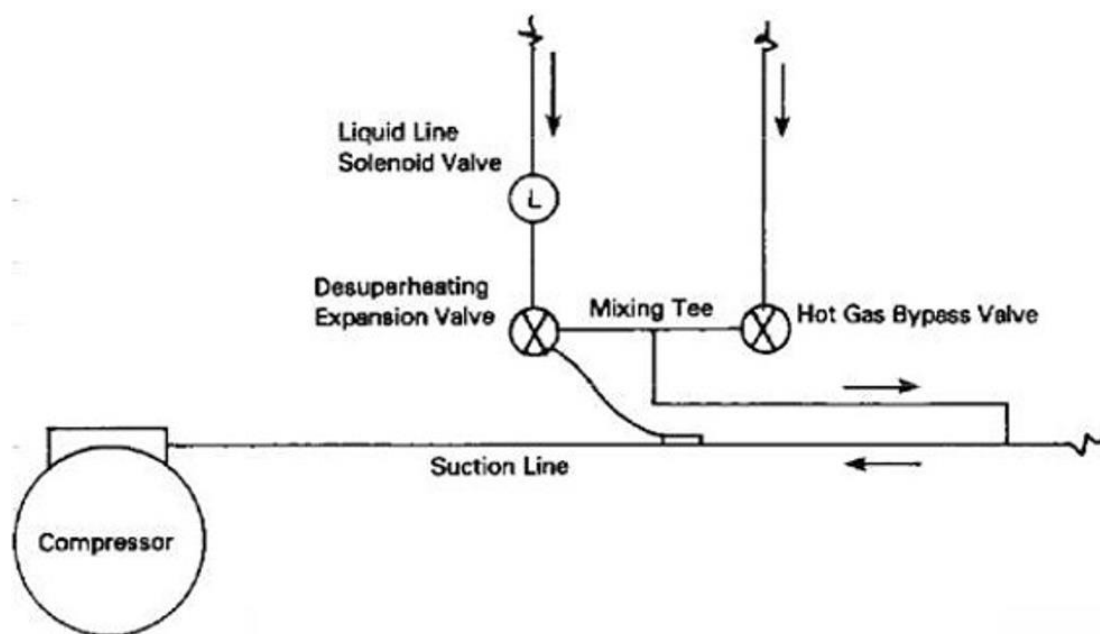 Liquid Line
Solenoid Valve
L
Desuperheating
Expansion Valve
Mixing Tee
Hot Gas Bypass Valve
Suction Line
Compressor